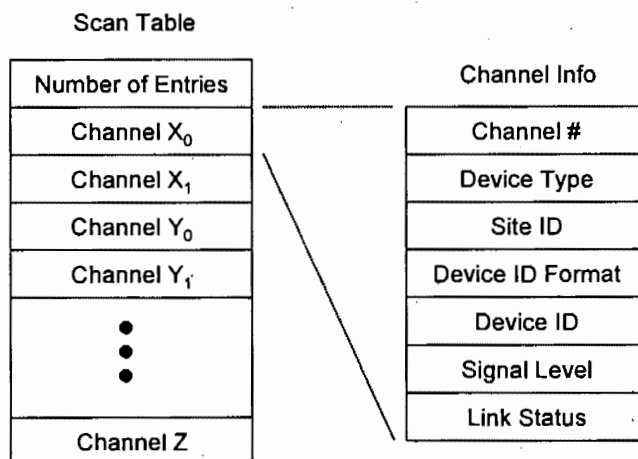 Scan Table
Number of Entries
Channel X₀
Channel X₁
Channel Y₀
Channel Y₁
Channel Z
Channel Info
Channel #
Device Type
Site ID
Device ID Format
Device ID
Signal Level
Link Status